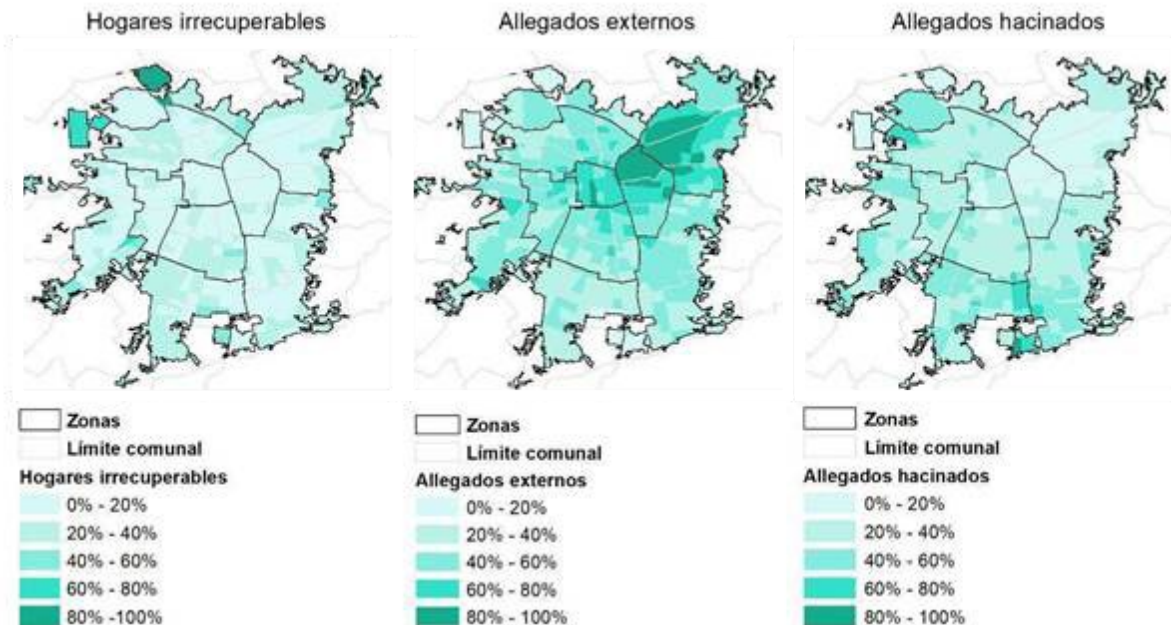 Hogares irrecuperables
Allegados externos
Allegados hacinados
Zonas
Límite comunal
Hogares irrecuperables
0% - 20%
20% - 40%
40% - 60%
60% - 80%
80% -100%
Zonas
Límite comunal
Allegados externos
0% - 20%
20% - 40%
40% - 60%
60% - 80%
80% - 100%
Zonas
Límite comunal
Allegados hacinados
0% - 20%
20% - 40%
40% - 60%
60% - 80%
80% - 100%